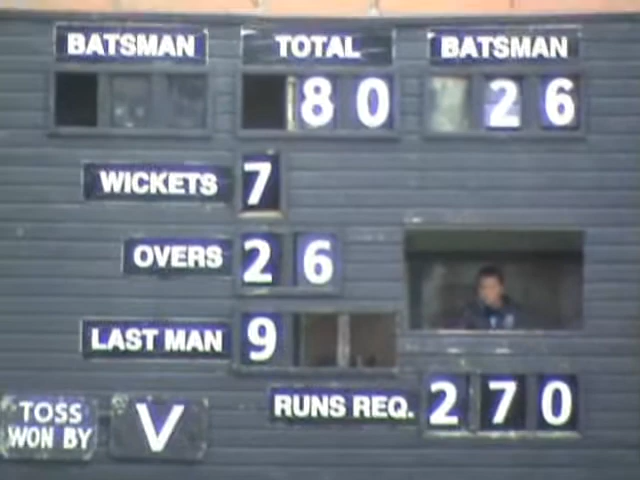 BATSMAN TOTAL BATSMAN
80 26
WICKETS 7
OVERS 26
LAST MAN 9
RUNS REQ. 270
TOSS
WON BY V